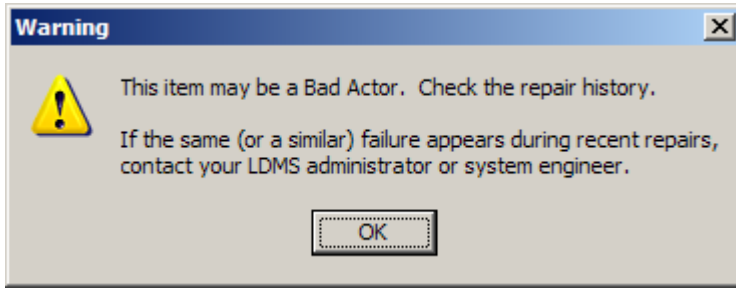 Warning
This item may be a Bad Actor.  Check the repair history.
If the same (or a similar) failure appears during recent repairs,
contact your LDMS administrator or system engineer.
OK